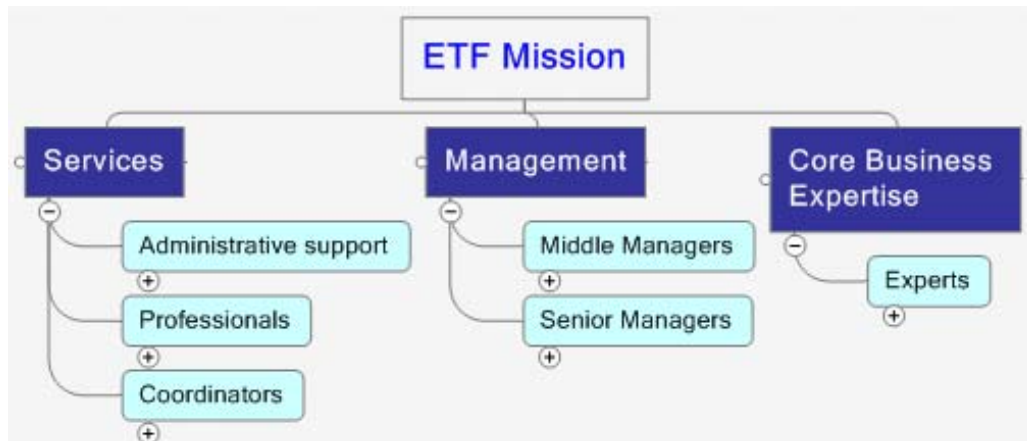 ETF Mission
Services
Management
Core Business
Expertise
Administrative support
Professionals
Coordinators
Middle Managers
Senior Managers
Experts